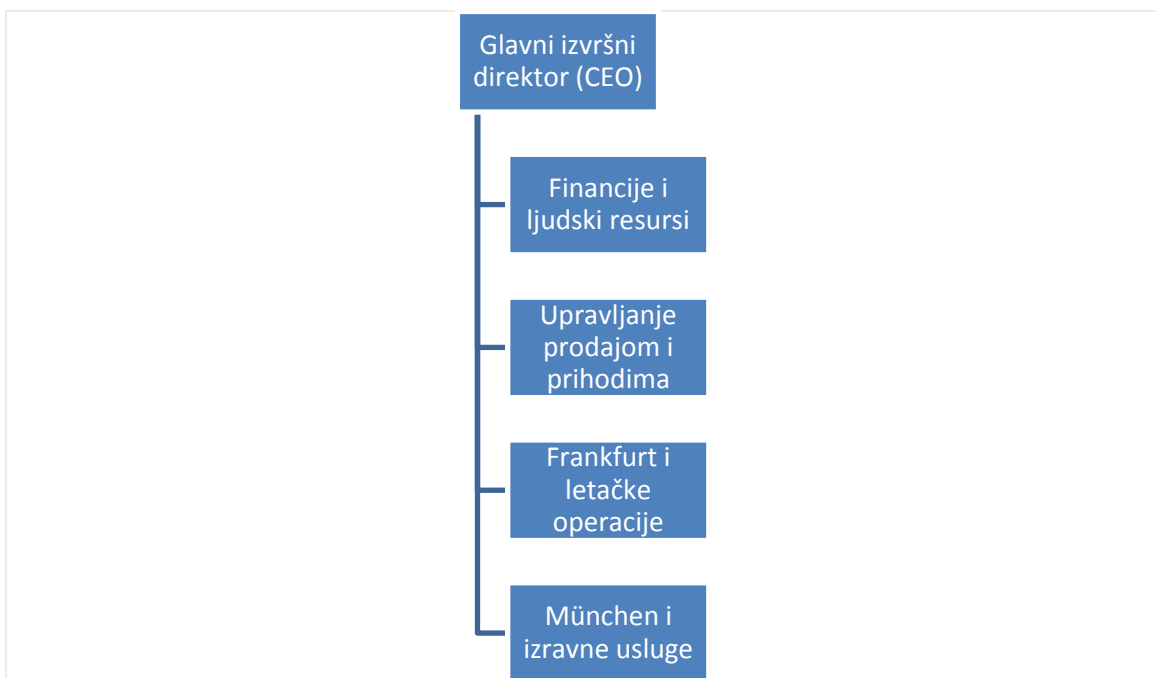 Glavni izvršni
direktor (CEO)
Financije i
ljudski resursi
Upravljanje
prodajom i
prihodima
Frankfurt i
letačke
operacije
München i
izravne usluge